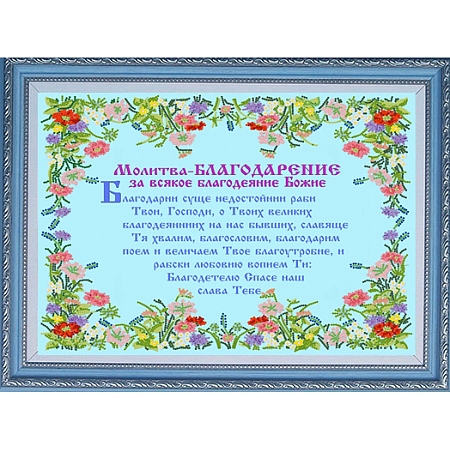 Молитва-БЛАГОДАРЕНИЕ
за всякое благодеяние Божие
Благодарни суще недостойнии раби
Твои, Господи, о Твоих великих
благодеяниниих на нас бывших, славяще
Тя хвалим, благословим, благодарим
поем и величаем Твое благоутробие, и
рабски любовию вопием Ти:
Благодетелю Спасе наш
слава Тебе.